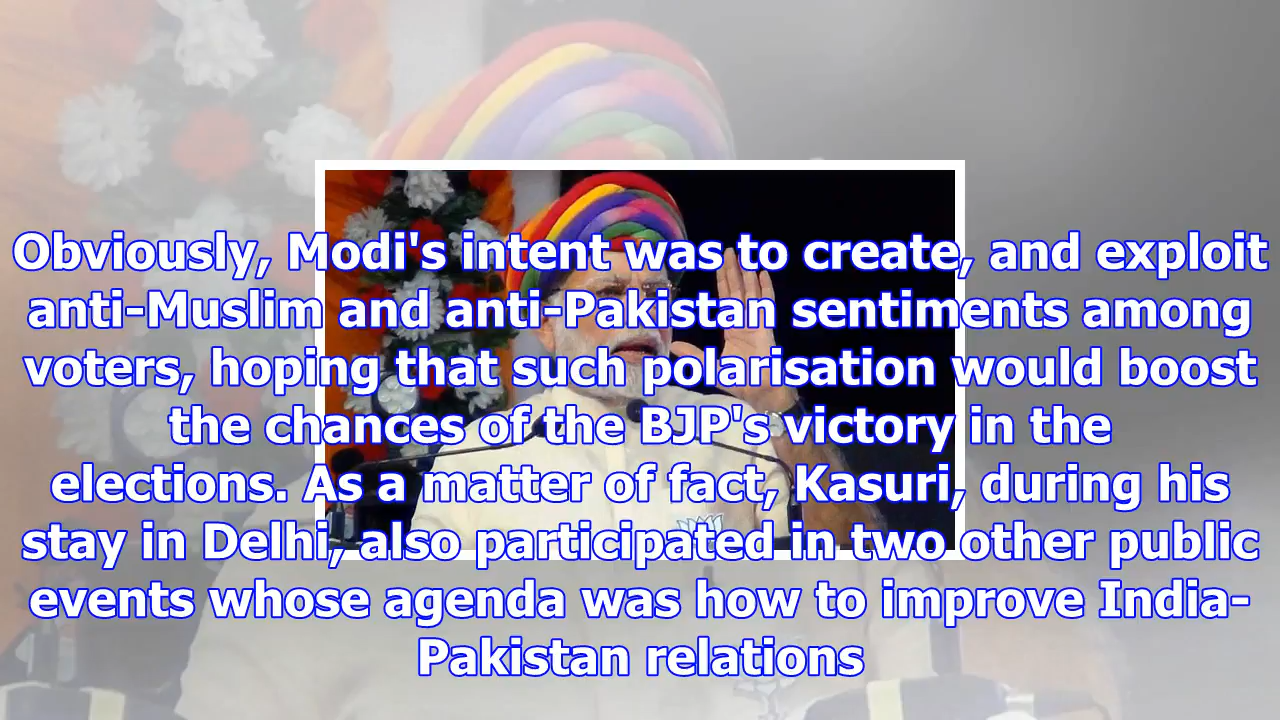 Obviously, Modi's intent was to create, and exploit
anti-Muslim and anti-Pakistan sentiments among
voters, hoping that such polarisation would boost
the chances of the BJP's victory in the
elections. As a matter of fact, Kasuri, during his
stay in Delhi, also participated in two other public
events whose agenda was how to improve India-
Pakistan relations